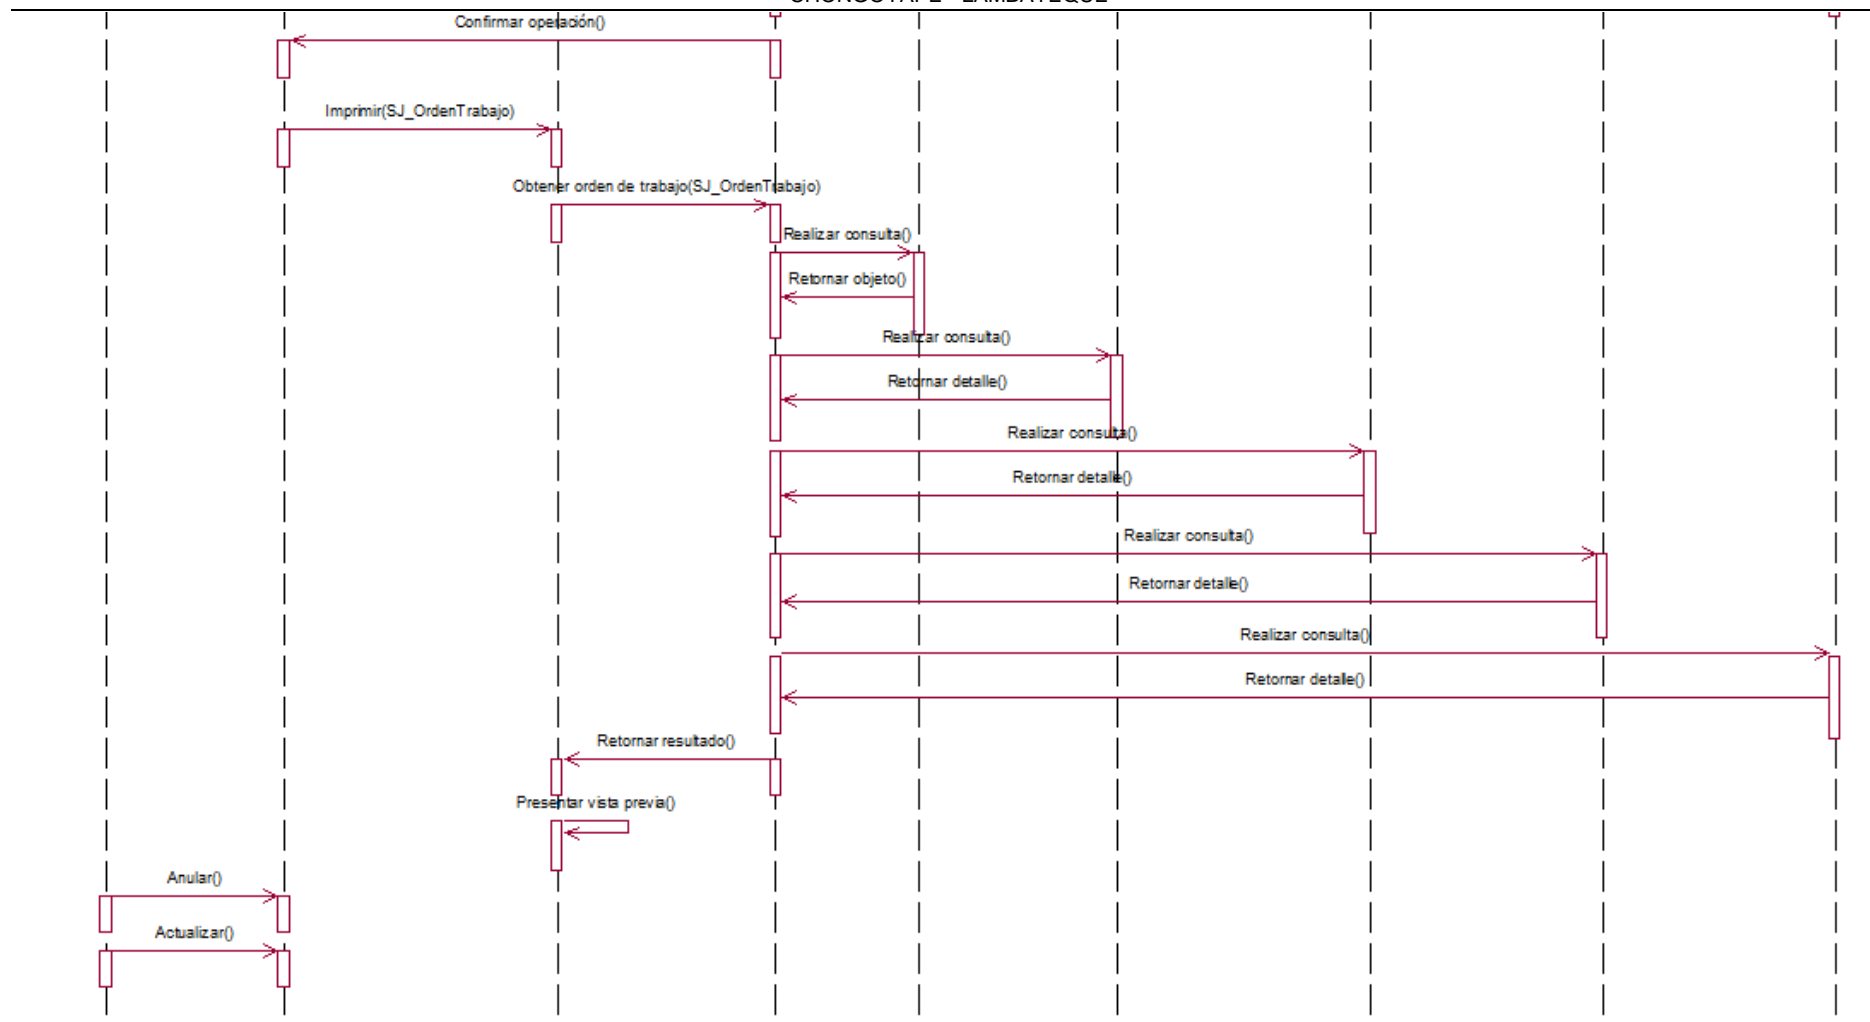 Confirmar operación()
Imprimir(SJ_OrdenTrabajo)
Obtener orden de trabajo(SJ_OrdenTrabajo)
Realizar consulta()
Retornar objeto()
Realizar consulta()
Retornar detalle()
Realizar consulta()
Retornar detalle()
Realizar consulta()
Retornar detalle()
Realizar consulta()
Retornar detalle()
Retornar resultado()
Presentar vista previa()
Anular()
Actualizar()